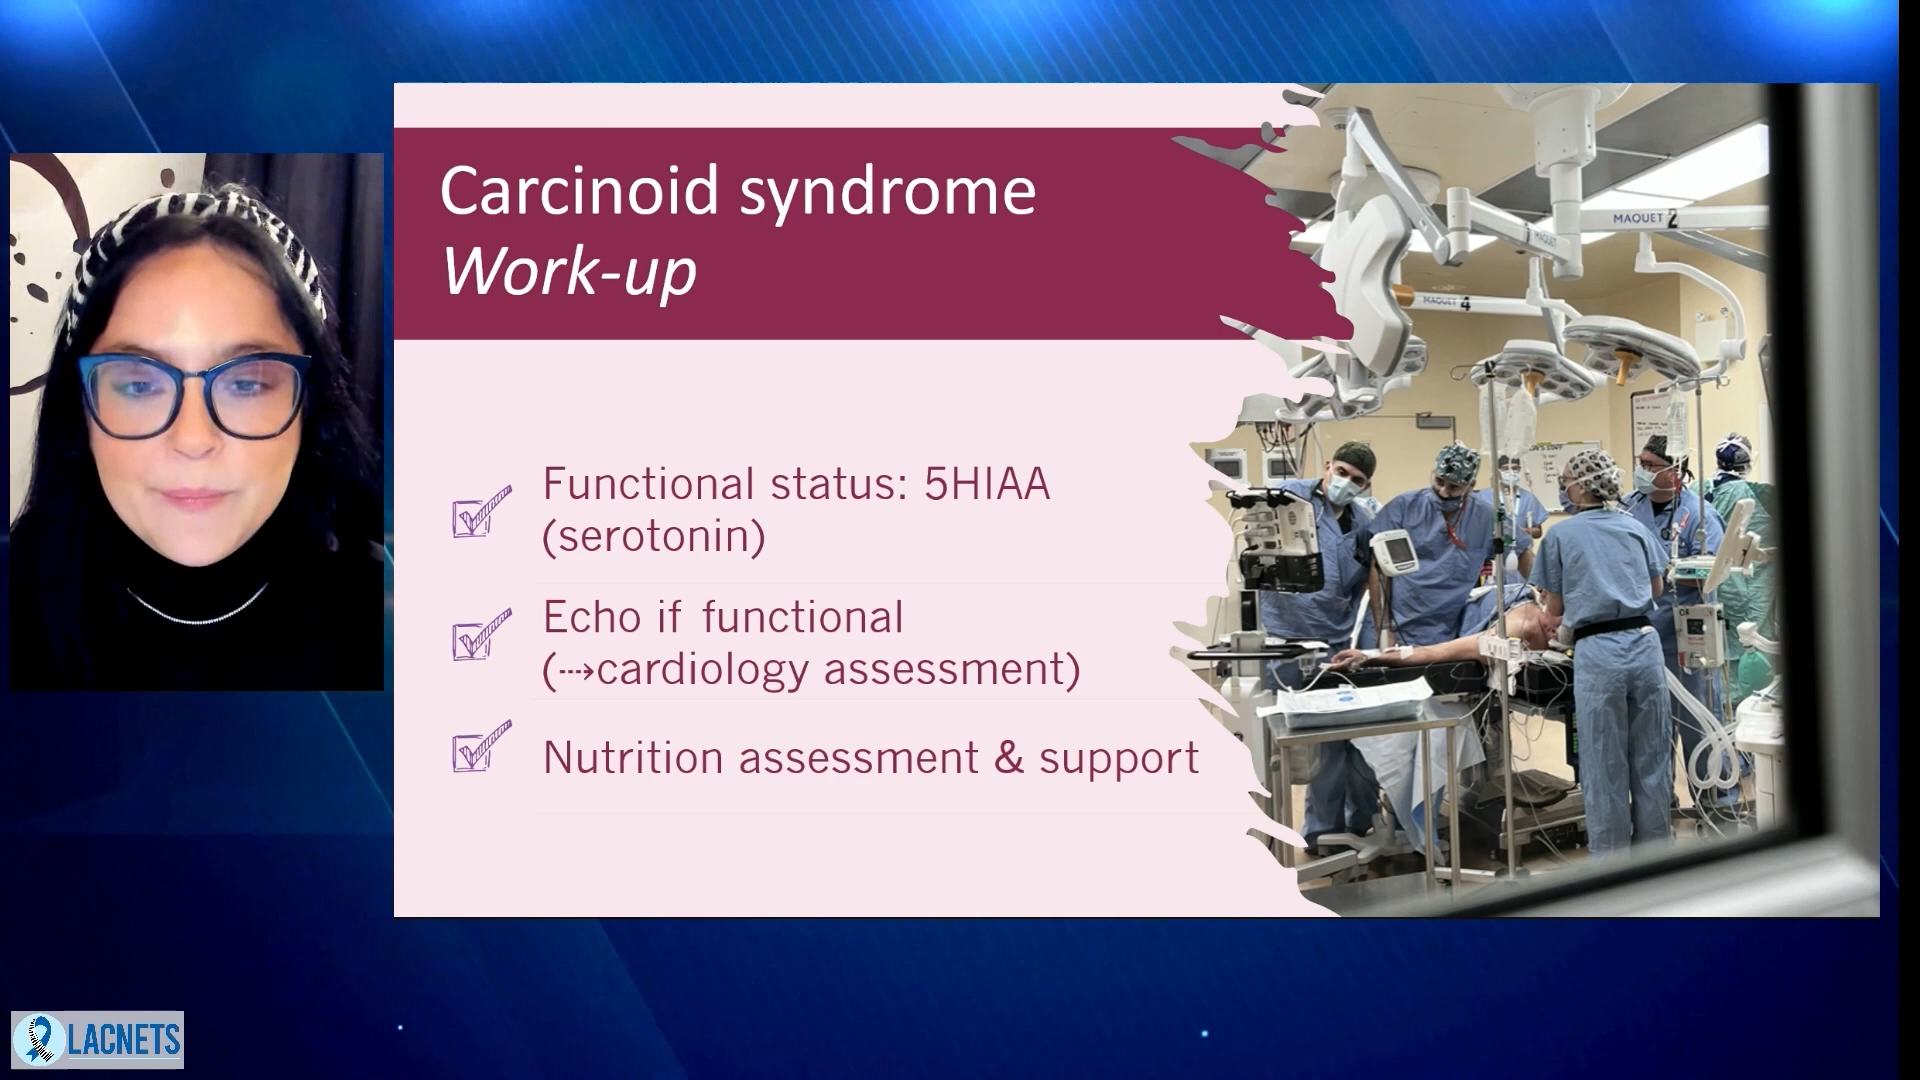 Carcinoid syndrome
Work-up
Functional status: 5HIAA
(serotonin)
Echo if functional
(⇢cardiology assessment)
Nutrition assessment & support
MAQUET 2
MAQUET
MAQUET 4
LACNETS